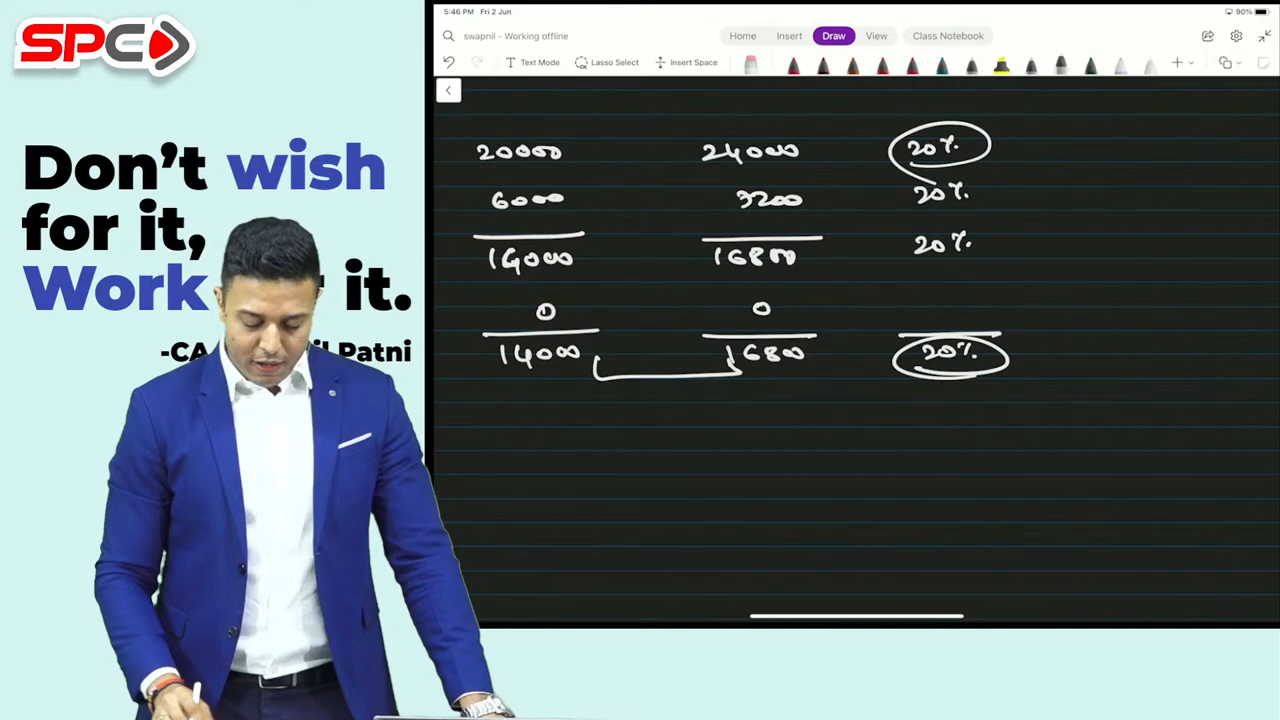 SPC
Don't wish
for it,
Work it.
-CA Patni
5:46 PM Fri 2 Jun
90%
swapnil - Working offline
Home Insert Draw View Class Notebook
Text Mode Lasso Select Insert Space
20000 24000 20%
6000 7200 20%
14000 16800 20%
0 0
14000 16800 20%